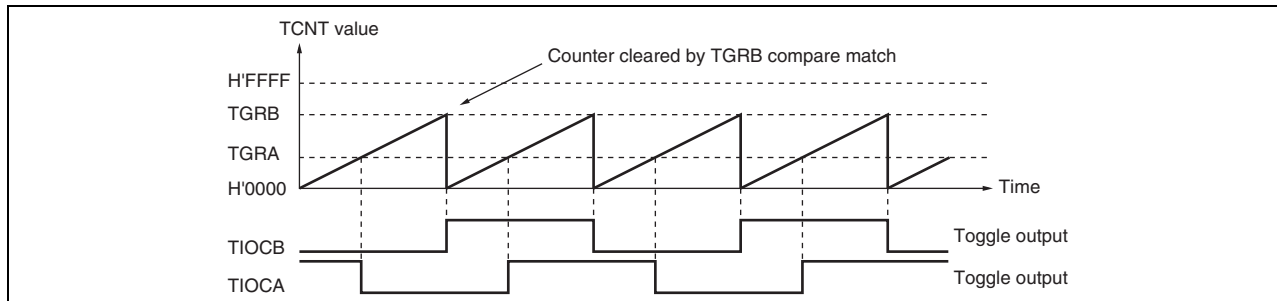 TCNT value
Counter cleared by TGRB compare match
H'FFFF
TGRB
TGRA
H'0000
Time
TIOCB
Toggle output
TIOCA
Toggle output